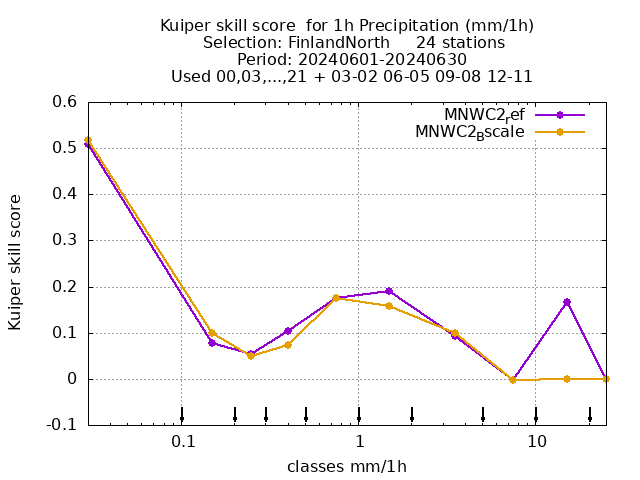 Kuiper skill score  for 1h Precipitation (mm/1h)
Selection: FinlandNorth     24 stations
Period: 20240601-20240630
Used 00,03,...,21 + 03-02 06-05 09-08 12-11
MNWC2_ref
MNWC2_Bscale
0.6
0.5
0.4
0.3
0.2
0.1
0
-0.1
Kuiper skill score
0.1
1
10
classes mm/1h